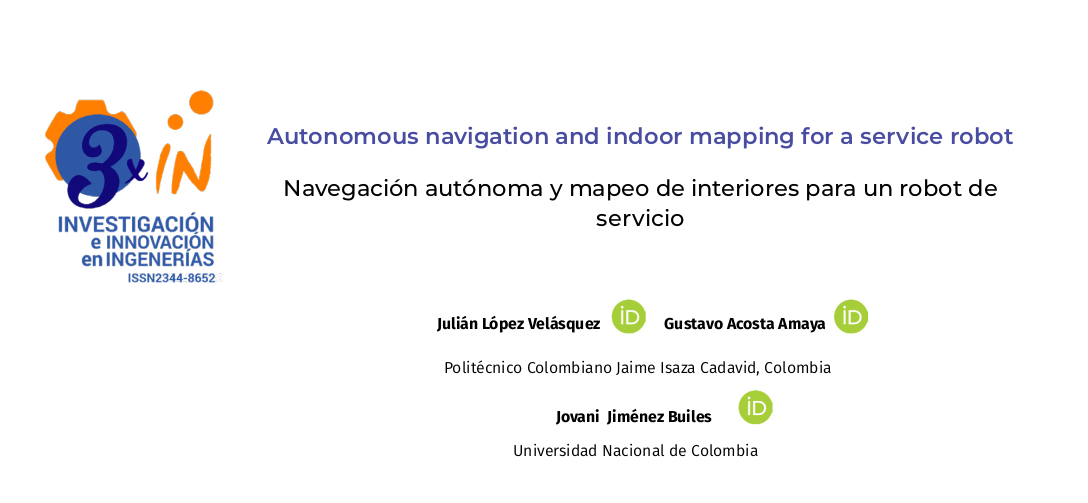 3x iN
INVESTIGACIÓN
e INNOVACIÓN
en INGENERÍAS
ISSN2344-8652
Autonomous navigation and indoor mapping for a service robot
Navegación autónoma y mapeo de interiores para un robot de
servicio
Julián López Velásquez iD Gustavo Acosta Amaya iD
Politécnico Colombiano Jaime Isaza Cadavid, Colombia
Jovani Jiménez Builes iD
Universidad Nacional de Colombia